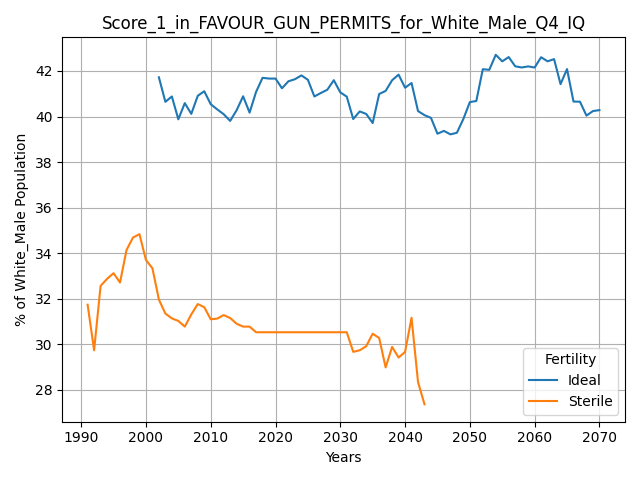 Score_1_in_FAVOUR_GUN_PERMITS_for_White_Male_Q4_IQ
% of White_Male Population
42
40
38
36
34
32
30
28
1990 2000 2010 2020 2030 2040 2050 2060 2070
Years
Fertility
Ideal
Sterile